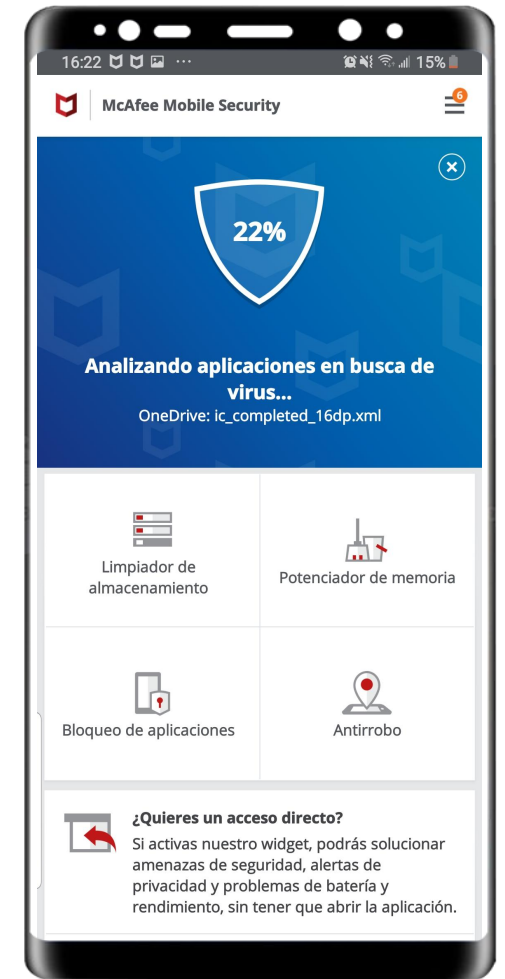 16:22 ... 15%
McAfee Mobile Security
6
22%
Analizando aplicaciones en busca de
virus...
OneDrive: ic_completed_16dp.xml
Limpiador de
almacenamiento
Potenciador de memoria
Bloqueo de aplicaciones
Antirrobo
¿Quieres un acceso directo?
Si activas nuestro widget, podrás solucionar
amenazas de seguridad, alertas de
privacidad y problemas de batería y
rendimiento, sin tener que abrir la aplicación.